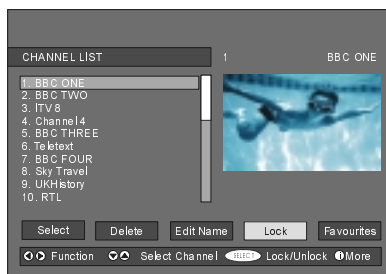 CHANNEL LIST
1 BBC ONE
1. BBC ONE
2. BBC TWO
3. ITV 8
4. Channel 4
5. BBC THREE
6. Teletext
7. BBC FOUR
8. Sky Travel
9. UKHistory
10. RTL
Select Delete Edit Name Lock Favourites
Function Select Channel SELECT Lock/Unlock i More